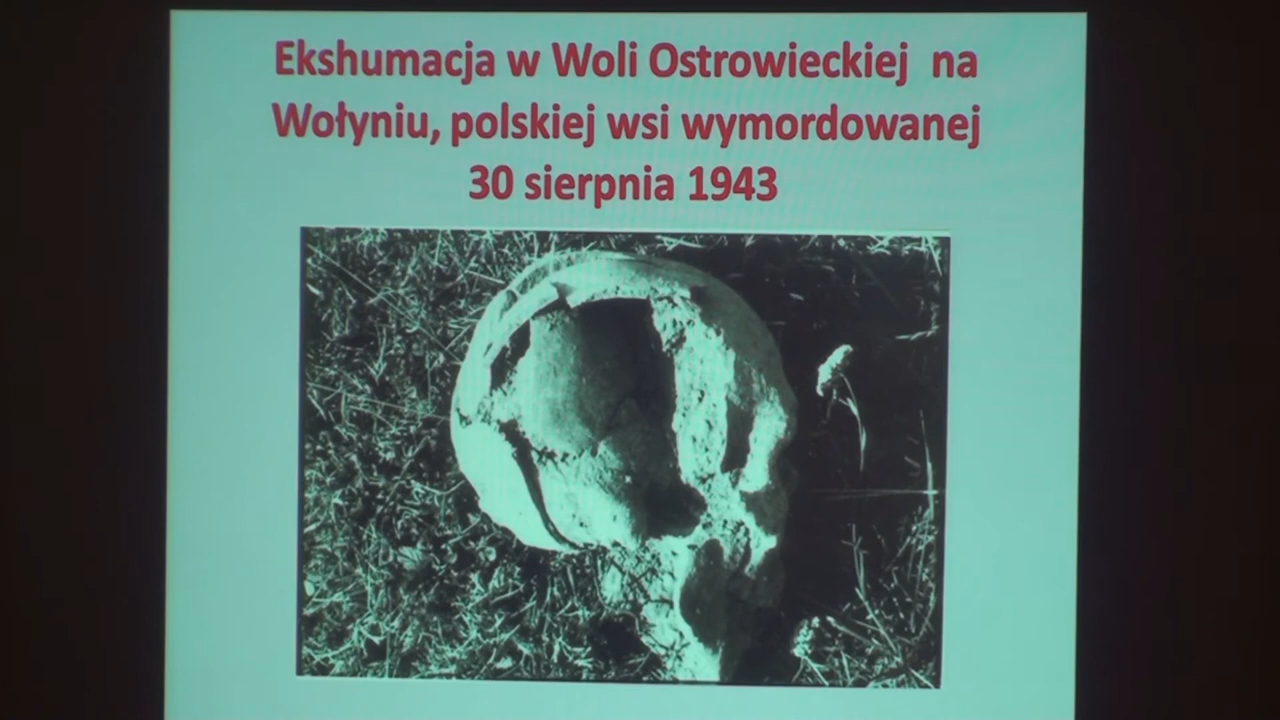 Ekshumacja w Woli Ostrowieckiej na
Wołyniu, polskiej wsi wymordowanej
30 sierpnia 1943